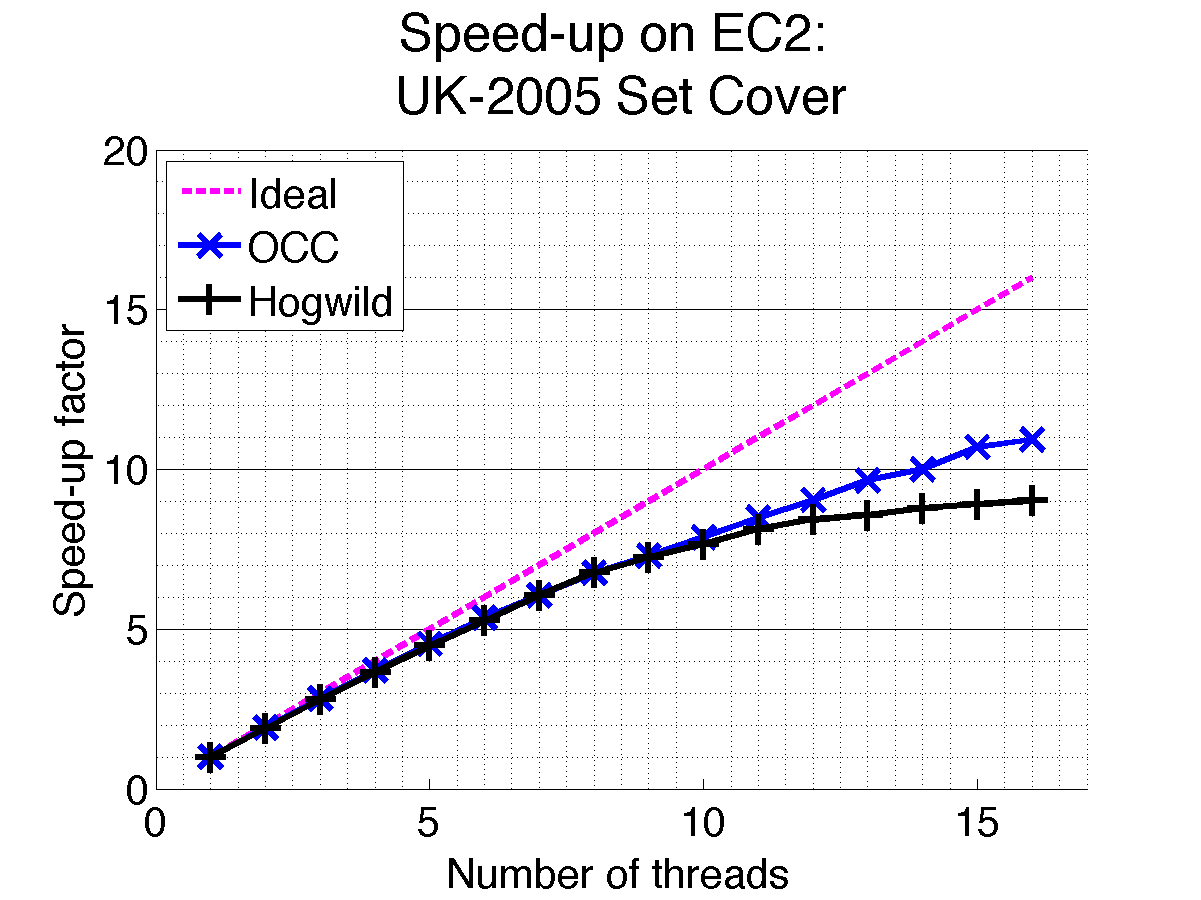 Speed-up on EC2:
UK-2005 Set Cover
20
15
10
5
0
Speed-up factor
Ideal
OCC
Hogwild
0 5 10 15
Number of threads